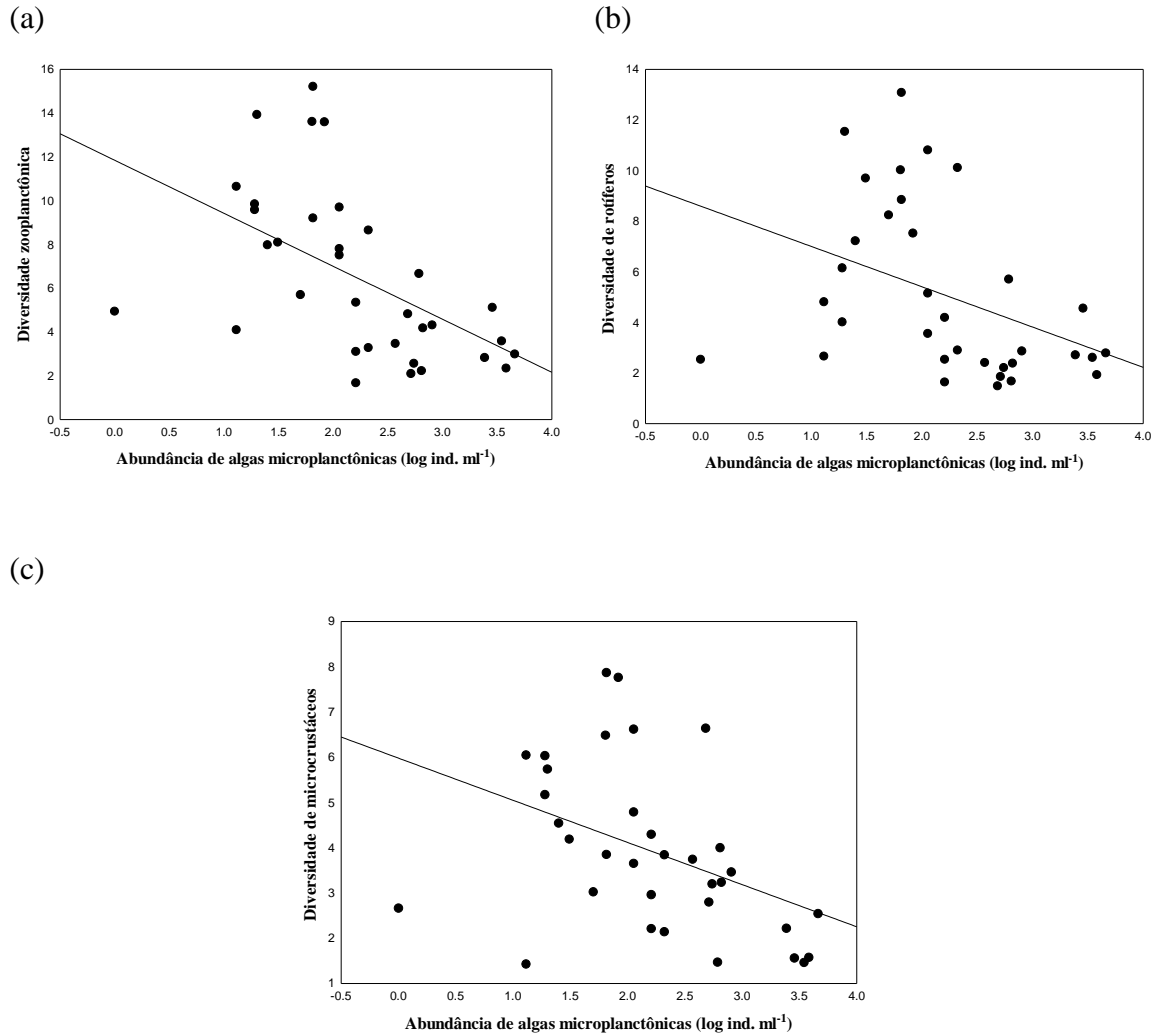 (a)
(b)
16
14
12
10
8
6
4
2
0
Diversidade zooplanctônica
-0.5 0.0 0.5 1.0 1.5 2.0 2.5 3.0 3.5 4.0
Abundância de algas microplanctônicas (log ind. ml-1)
14
12
10
8
6
4
2
0
Diversidade de rotíferos
-0.5 0.0 0.5 1.0 1.5 2.0 2.5 3.0 3.5 4.0
Abundância de algas microplanctônicas (log ind. ml-1)
(c)
9
8
7
6
5
4
3
2
1
Diversidade de microcrustáceos
-0.5 0.0 0.5 1.0 1.5 2.0 2.5 3.0 3.5 4.0
Abundância de algas microplanctônicas (log ind. ml-1)